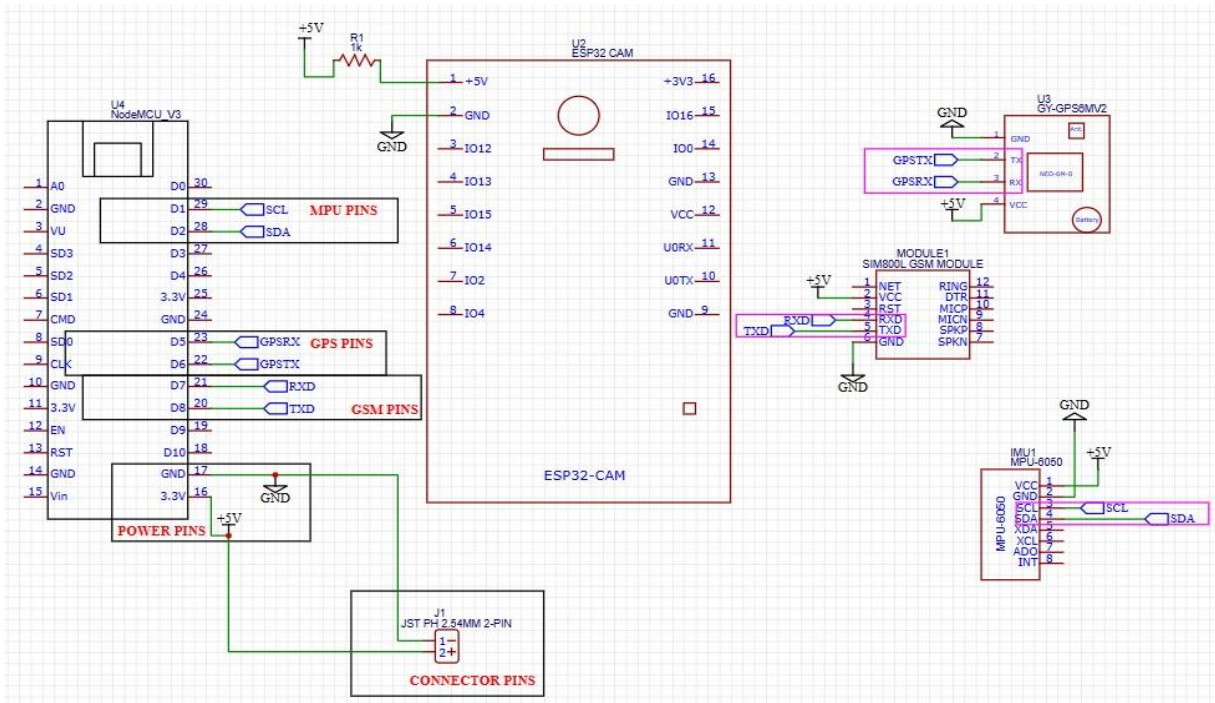 +5V
R1
1k
U2
ESP32 CAM
1 +5V
2 GND
3 IO12
4 IO13
5 IO15
6 IO14
7 IO2
8 IO4
+3V3 16
IO16 15
IO0 14
GND 13
VCC 12
U0RX 11
U0TX 10
GND 9
ESP32-CAM
GND
U4
NodeMCU_V3
1 A0
2 GND
3 VU
4 SD3
5 SD2
6 SD1
7 CMD
8 SD0
9 CLK
10 GND
11 3.3V
12 EN
13 RST
14 GND
15 Vin
D0 30
D1 29 SCL MPU PINS
D2 28 SDA
D3 27
D4 26
3.3V 25
GND 24
D5 23 GPSRX GPS PINS
D6 22 GPSTX
D7 21 RXD
D8 20 TXD GSM PINS
D9 19
D10 18
GND 17
3.3V 16
GND
+5V
POWER PINS
J1
JST PH 2.54MM 2-PIN
1 -
2 +
CONNECTOR PINS
U3
GY-GPS6MV2
GND
1 GND
GPSTX 2 TX
GPSRX 3 RX
+5V 4 VCC
Ant
NEO-6M-0
Battery
MODULE1
SIM800L GSM MODULE
+5V
1 NET
2 VCC
3 RST
RXD 4 RXD
TXD 5 TXD
6 GND
RING 12
DTR 11
MICP 10
MICN 9
SPKP 8
SPKN 7
GND
GND
+5V
IMU1
MPU-6050
MPU-6050
VCC 1
GND 2
SCL 3 SCL
SDA 4 SDA
XDA 5
XCL 6
ADO 7
INT 8